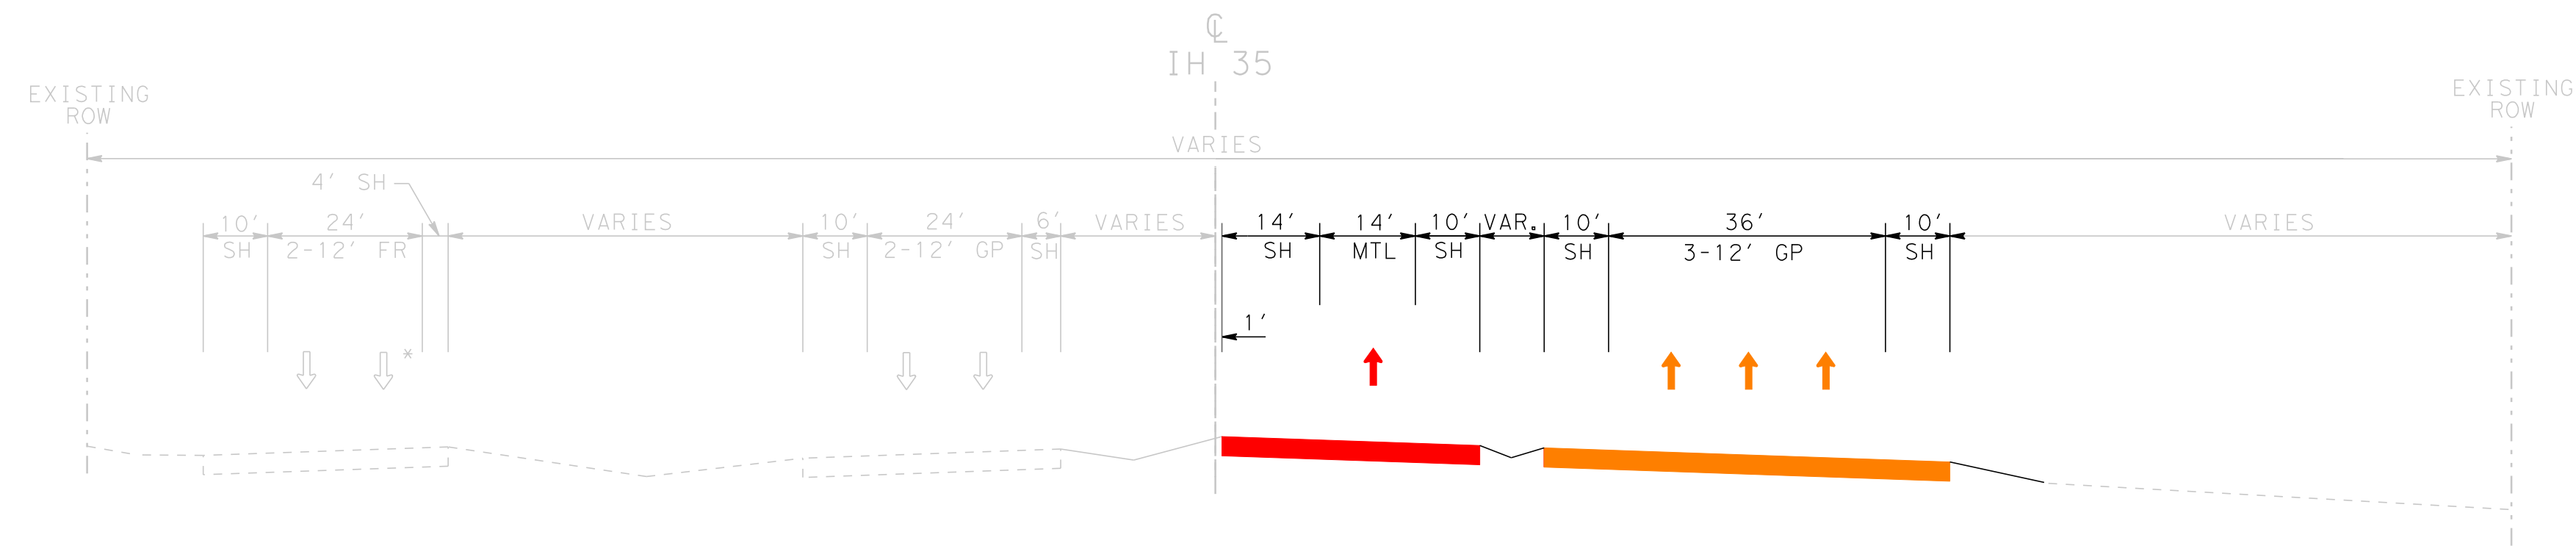 ℄
IH 35
EXISTING
ROW
EXISTING
ROW
VARIES
4' SH
10' 24' VARIES 10' 24' 6' VARIES 14' 14' 10' VAR. 10' 36' 10' VARIES
SH 2-12' FR SH 2-12' GP SH SH MTL SH SH 3-12' GP SH
1'
*